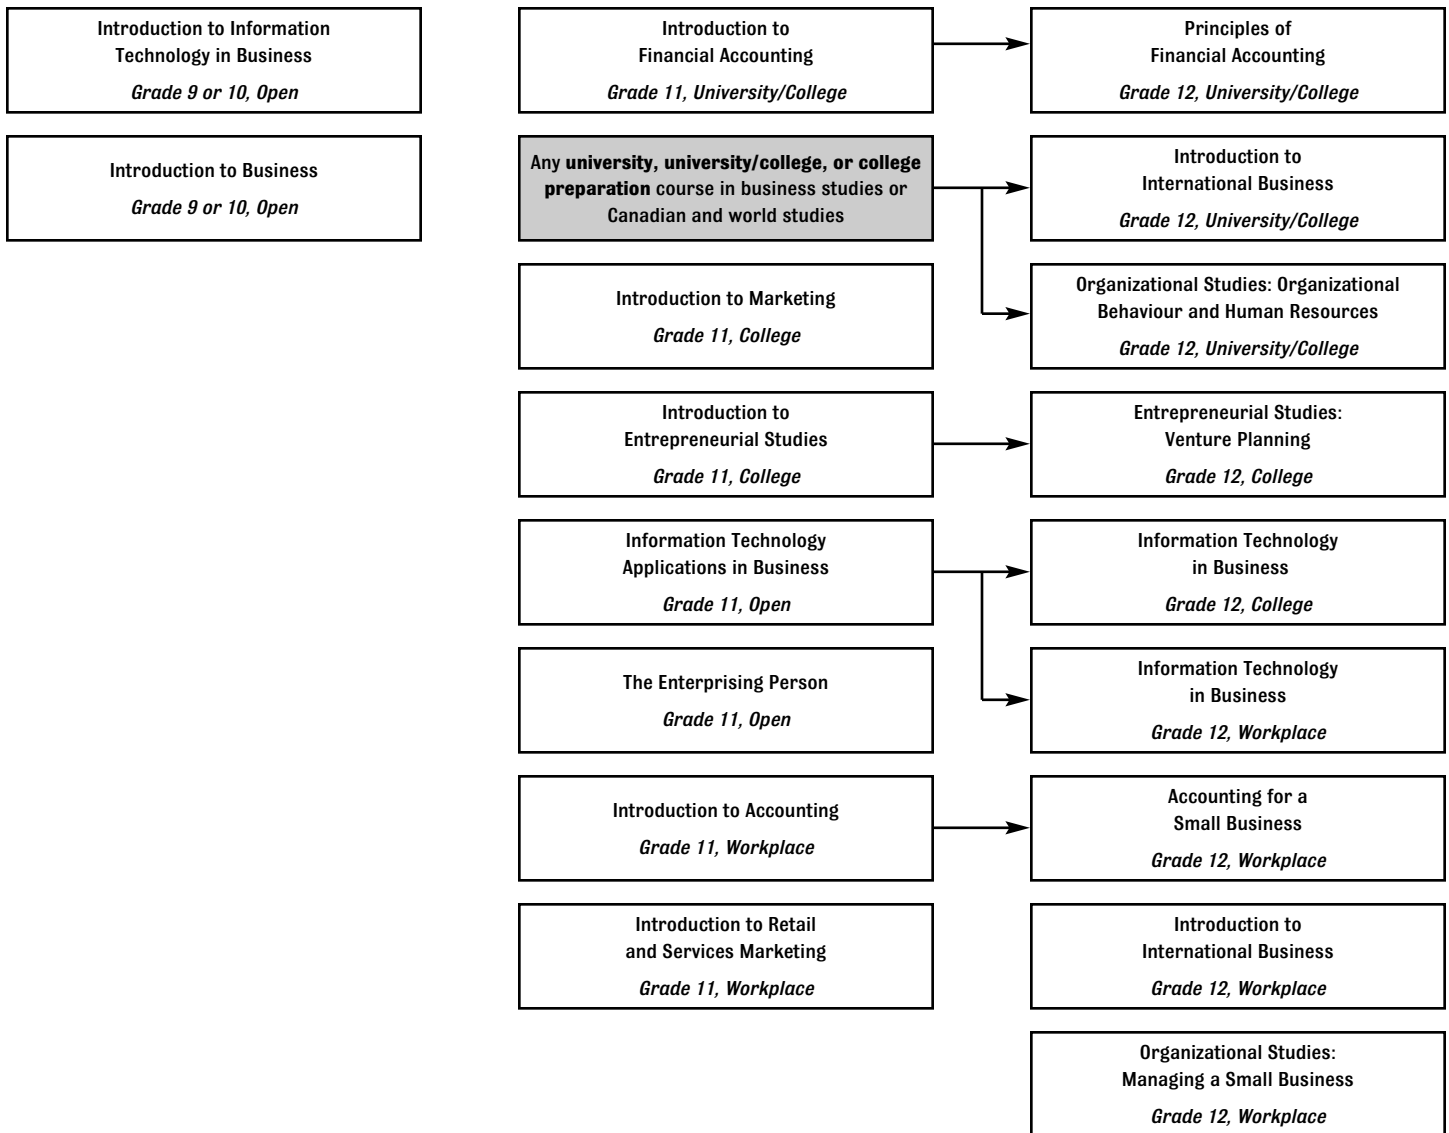 Introduction to Information
Technology in Business
Grade 9 or 10, Open
Introduction to Business
Grade 9 or 10, Open
Introduction to
Financial Accounting
Grade 11, University/College
Any university, university/college, or college
preparation course in business studies or
Canadian and world studies
Introduction to Marketing
Grade 11, College
Introduction to
Entrepreneurial Studies
Grade 11, College
Information Technology
Applications in Business
Grade 11, Open
The Enterprising Person
Grade 11, Open
Introduction to Accounting
Grade 11, Workplace
Introduction to Retail
and Services Marketing
Grade 11, Workplace
Principles of
Financial Accounting
Grade 12, University/College
Introduction to
International Business
Grade 12, University/College
Organizational Studies: Organizational
Behaviour and Human Resources
Grade 12, University/College
Entrepreneurial Studies:
Venture Planning
Grade 12, College
Information Technology
in Business
Grade 12, College
Information Technology
in Business
Grade 12, Workplace
Accounting for a
Small Business
Grade 12, Workplace
Introduction to
International Business
Grade 12, Workplace
Organizational Studies:
Managing a Small Business
Grade 12, Workplace